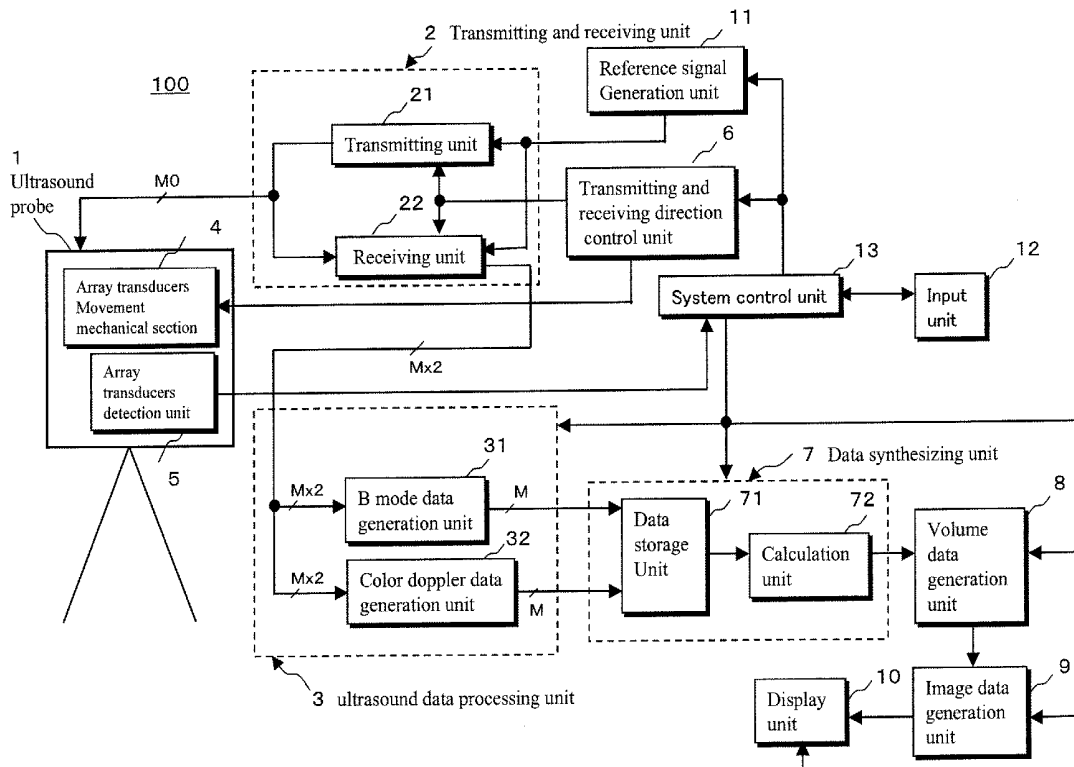 2 Transmitting and receiving unit
11
Reference signal
Generation unit
100
21
Transmitting unit
6
Transmitting and
receiving direction
control unit
1
Ultrasound
probe
M0
22
Receiving unit
4
Array transducers
Movement
mechanical section
13
System control unit
12
Input
unit
Mx2
Array
transducers
detection unit
5
7 Data synthesizing unit
31
Mx2
B mode data
generation unit
M
71
Data
storage
Unit
72
Calculation
unit
8
Volume
data
generation
unit
32
Mx2
Color doppler data
generation unit
M
3 ultrasound data processing unit
10
Display
unit
9
Image data
generation
unit